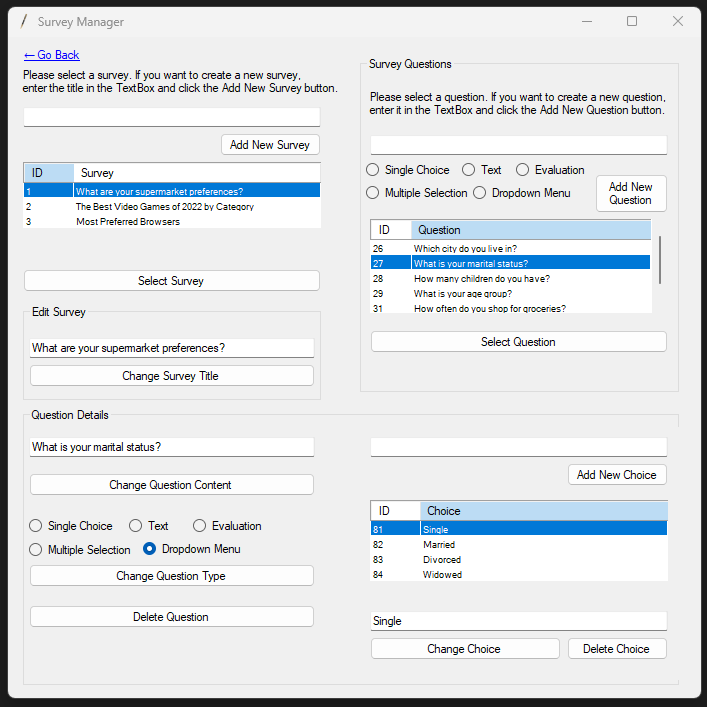 Survey Manager
← Go Back
Please select a survey. If you want to create a new survey,
enter the title in the TextBox and click the Add New Survey button.
Add New Survey
ID Survey
1 What are your supermarket preferences?
2 The Best Video Games of 2022 by Category
3 Most Preferred Browsers
Select Survey
Edit Survey
What are your supermarket preferences?
Change Survey Title
Survey Questions
Please select a question. If you want to create a new question,
enter it in the TextBox and click the Add New Question button.
Single Choice Text Evaluation
Multiple Selection Dropdown Menu
Add New
Question
ID Question
26 Which city do you live in?
27 What is your marital status?
28 How many children do you have?
29 What is your age group?
31 How often do you shop for groceries?
Select Question
Question Details
What is your marital status?
Change Question Content
Single Choice Text Evaluation
Multiple Selection Dropdown Menu
Change Question Type
Delete Question
Add New Choice
ID Choice
81 Single
82 Married
83 Divorced
84 Widowed
Single
Change Choice Delete Choice